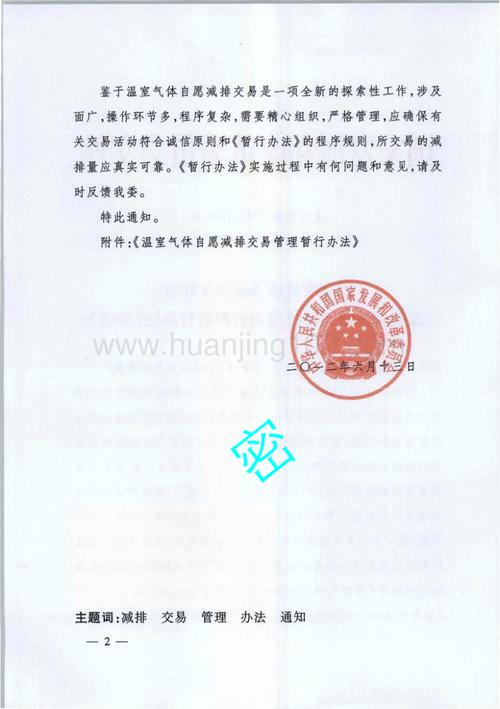 鉴于温室气体自愿减排交易是一项全新的探索性工作,涉及
面广,操作环节多,程序复杂,需要精心组织,严格管理,应确保有
关交易活动符合诚信原则和《暂行办法》的程序规则,所交易的减
排量应真实可靠。《暂行办法》实施过程中有何问题和意见,请及
时反馈我委。
特此通知。
附件:《温室气体自愿减排交易管理暂行办法》
中华人民共和国国家发展和改革委员会
www.huanjing
二〇一二年六月十三日
密
主题词:减排 交易 管理 办法 通知
— 2 —